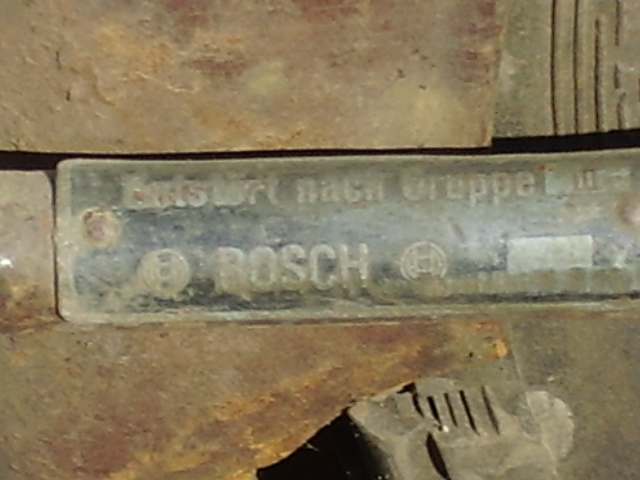 Entstört nach Gruppe
BOSCH